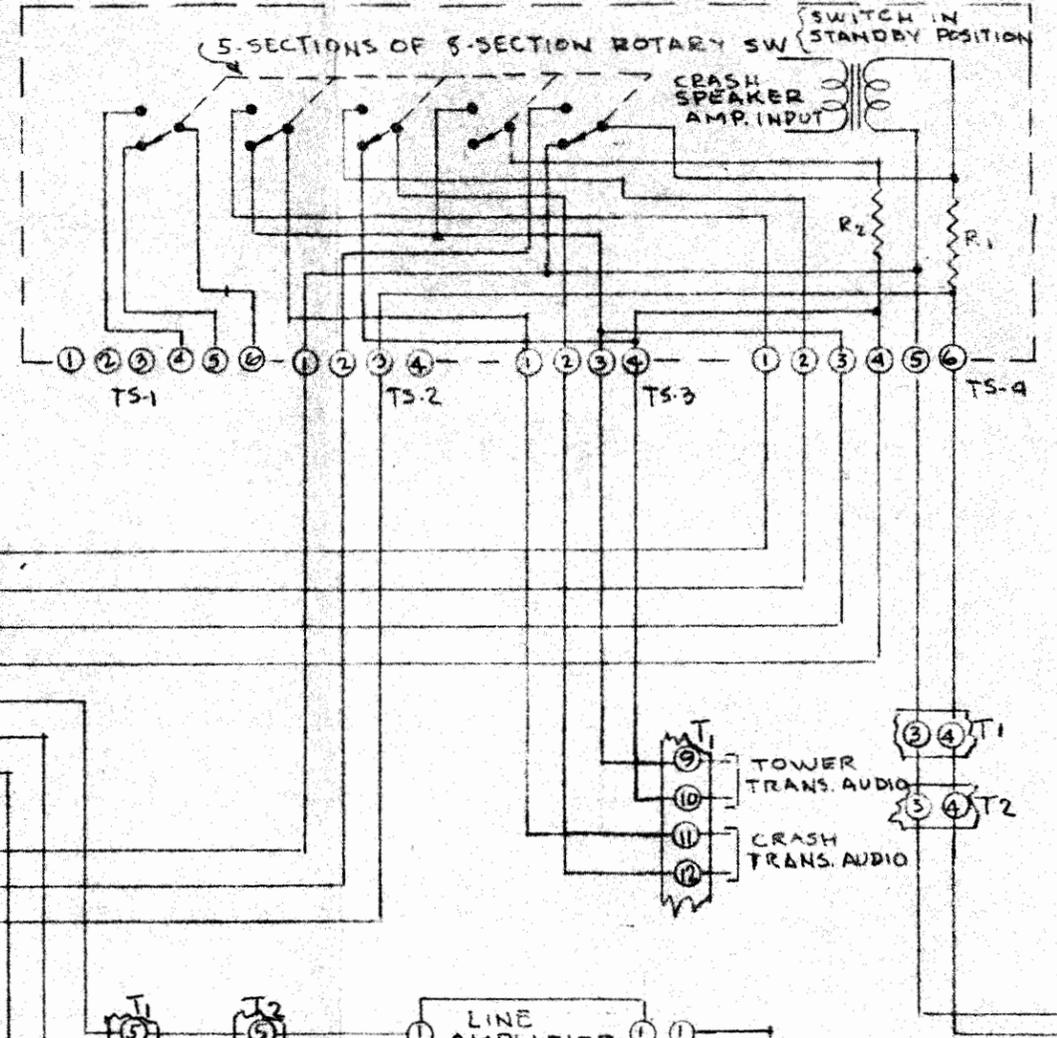 SWITCH IN
STANDBY POSITION
5-SECTIONS OF 8-SECTION ROTARY SW
CRASH
SPEAKER
AMP. INPUT
R2
R1
1 2 3 4 5 6 1 2 3 4 1 2 3 4 1 2 3 4 5 6
TS-1 TS-2 TS-3 TS-4
T1
9 TOWER
TRANS. AUDIO
10
11 CRASH
TRANS. AUDIO
12
3 4 T1
3 4 T2
T1 T2
5 5
1 LINE 1 1
AMPLIFIER